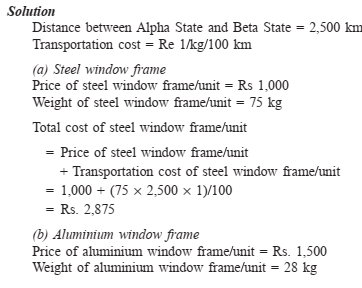 Solution
Distance between Alpha State and Beta State = 2,500 km
Transportation cost = Re 1/kg/100 km
(a) Steel window frame
Price of steel window frame/unit = Rs 1,000
Weight of steel window frame/unit = 75 kg
Total cost of steel window frame/unit
= Price of steel window frame/unit
+ Transportation cost of steel window frame/unit
= 1,000 + (75 × 2,500 × 1)/100
= Rs. 2,875
(b) Aluminium window frame
Price of aluminium window frame/unit = Rs. 1,500
Weight of aluminium window frame/unit = 28 kg